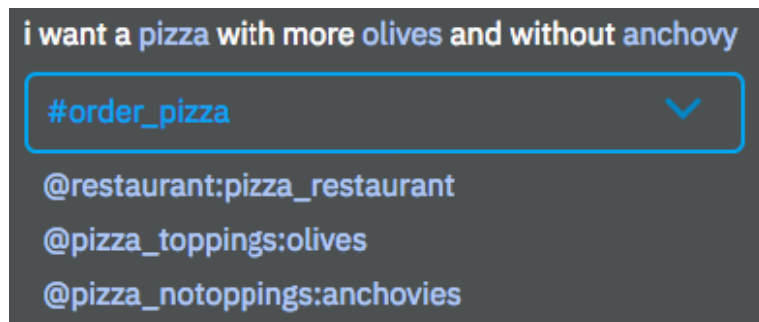 i want a pizza with more olives and without anchovy
#order_pizza
@restaurant:pizza_restaurant
@pizza_toppings:olives
@pizza_notoppings:anchovies